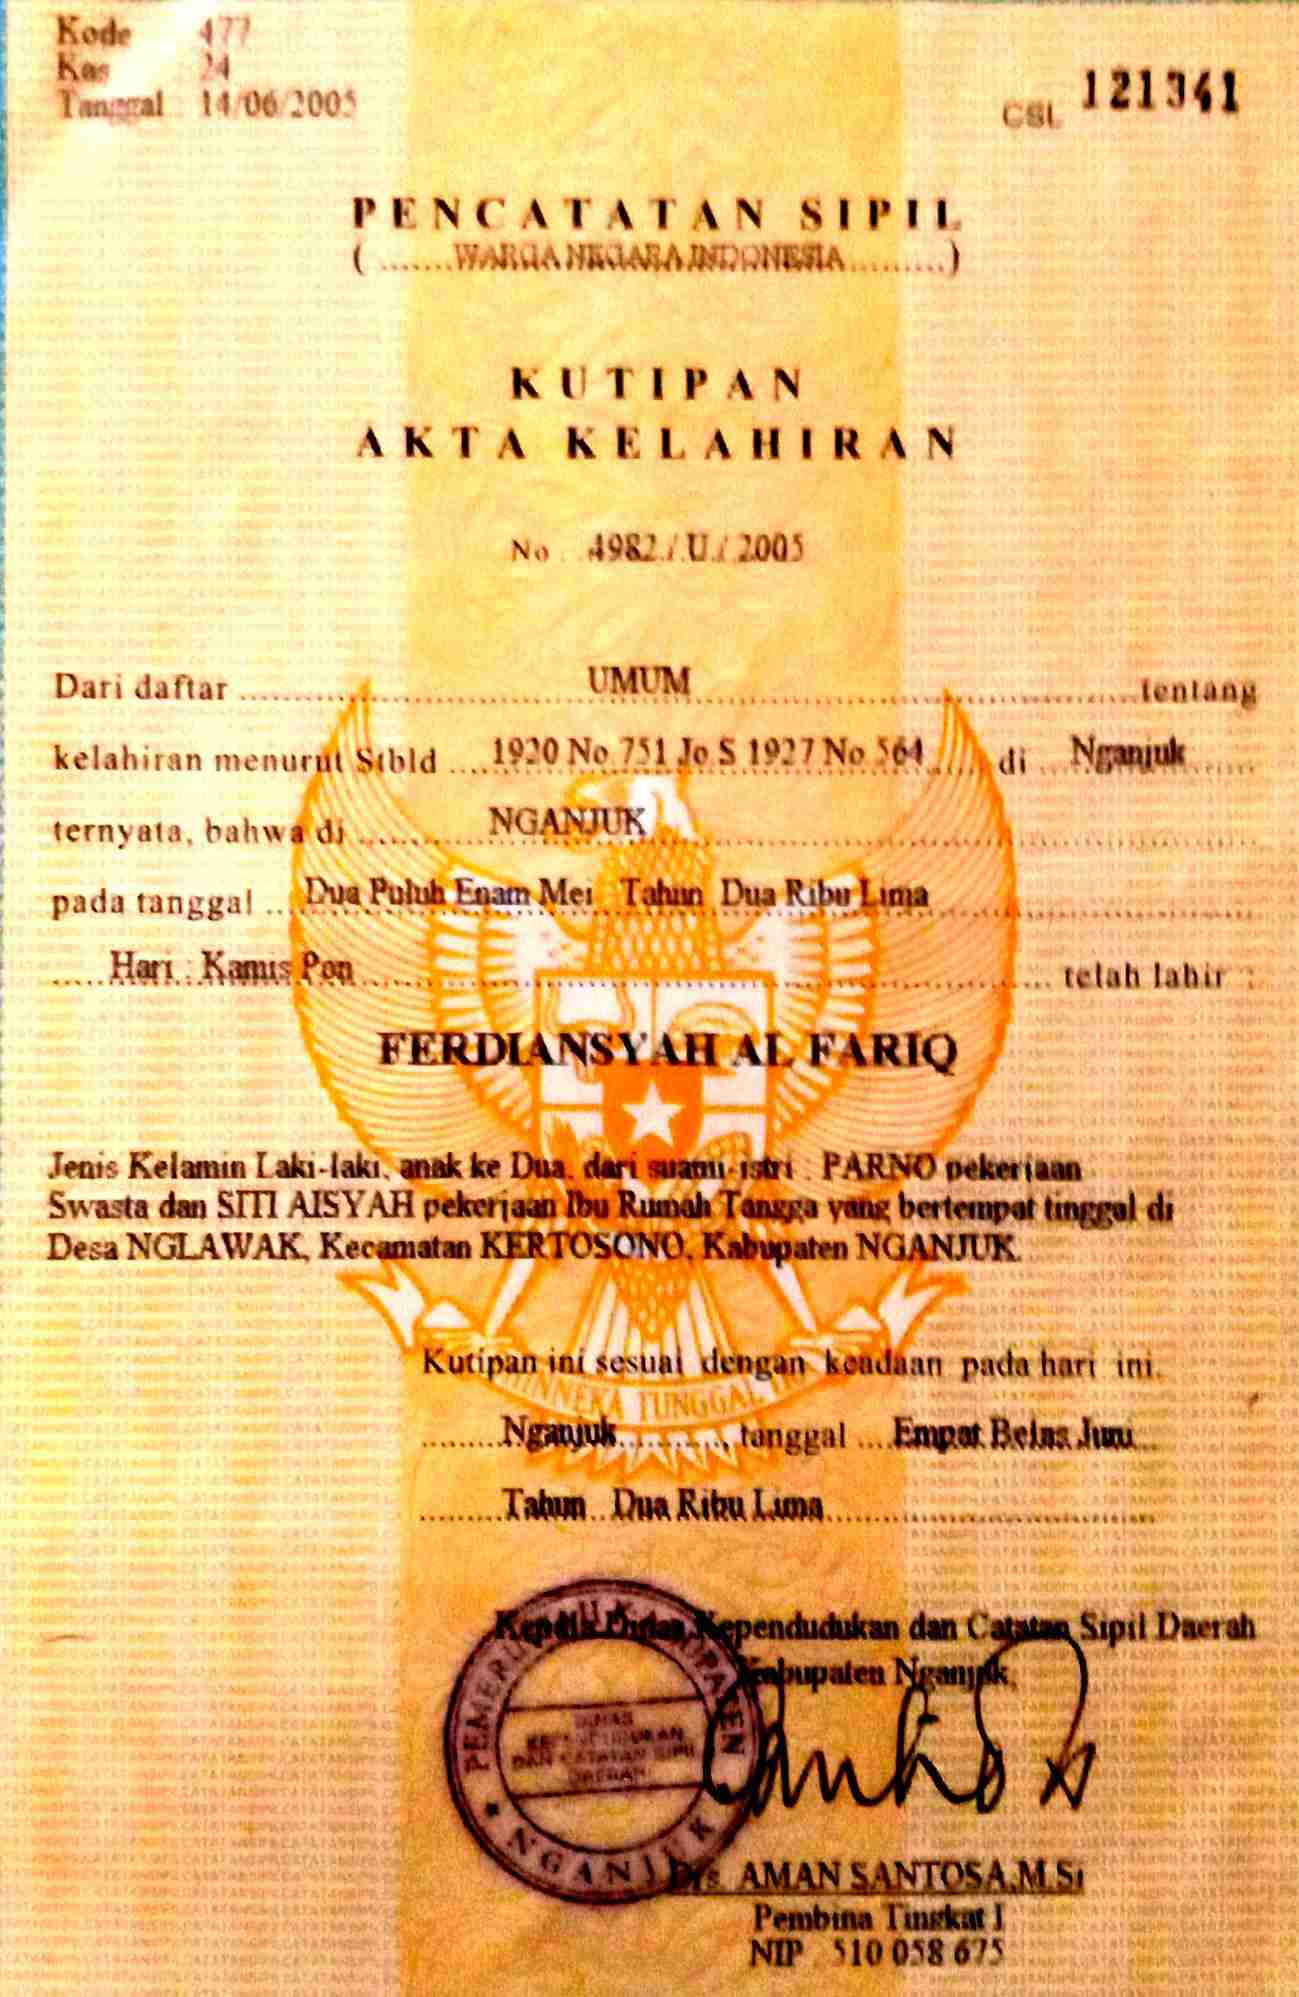 Kode 477
Kas 24
Tanggal : 14/06/2005
CSL 121341
PENCATATAN SIPIL
( ........WARGA NEGARA INDONESIA..........)
KUTIPAN
AKTA KELAHIRAN
No : .4982./.U./.2005
Dari daftar ........ UMUM ........ tentang
kelahiran menurut Stbld .... 1920 No 751 Jo S 1927 No 564 ...... di ... Nganjuk ......
ternyata, bahwa di ........ NGANJUK ........
pada tanggal ... Dua Puluh Enam Mei Tahun Dua Ribu Lima ........
..... Hari : Kamis Pon ........ telah lahir :
FERDIANSYAH AL FARIQ
Jenis Kelamin Laki-laki, anak ke Dua, dari suami-istri : PARNO pekerjaan
Swasta dan SITI AISYAH pekerjaan Ibu Rumah Tangga yang bertempat tinggal di
Desa NGLAWAK, Kecamatan KERTOSONO, Kabupaten NGANJUK.
Kutipan ini sesuai dengan keadaan pada hari ini.
NNEKA TUNGGAL
........ Nganjuk .........., tanggal .... Empat Belas Juni ...
........ Tahun .. Dua Ribu Lima ........
Kepala Dinas Kependudukan dan Catatan Sipil Daerah
Kabupaten Nganjuk,
PEMERINTAH KABUPATEN
DINAS
KEPENDUDUKAN
DAN CATATAN SIPIL
DAERAH
NGANJUK
Drs. AMAN SANTOSA,M.Si
Pembina Tingkat I
NIP 510 058 675